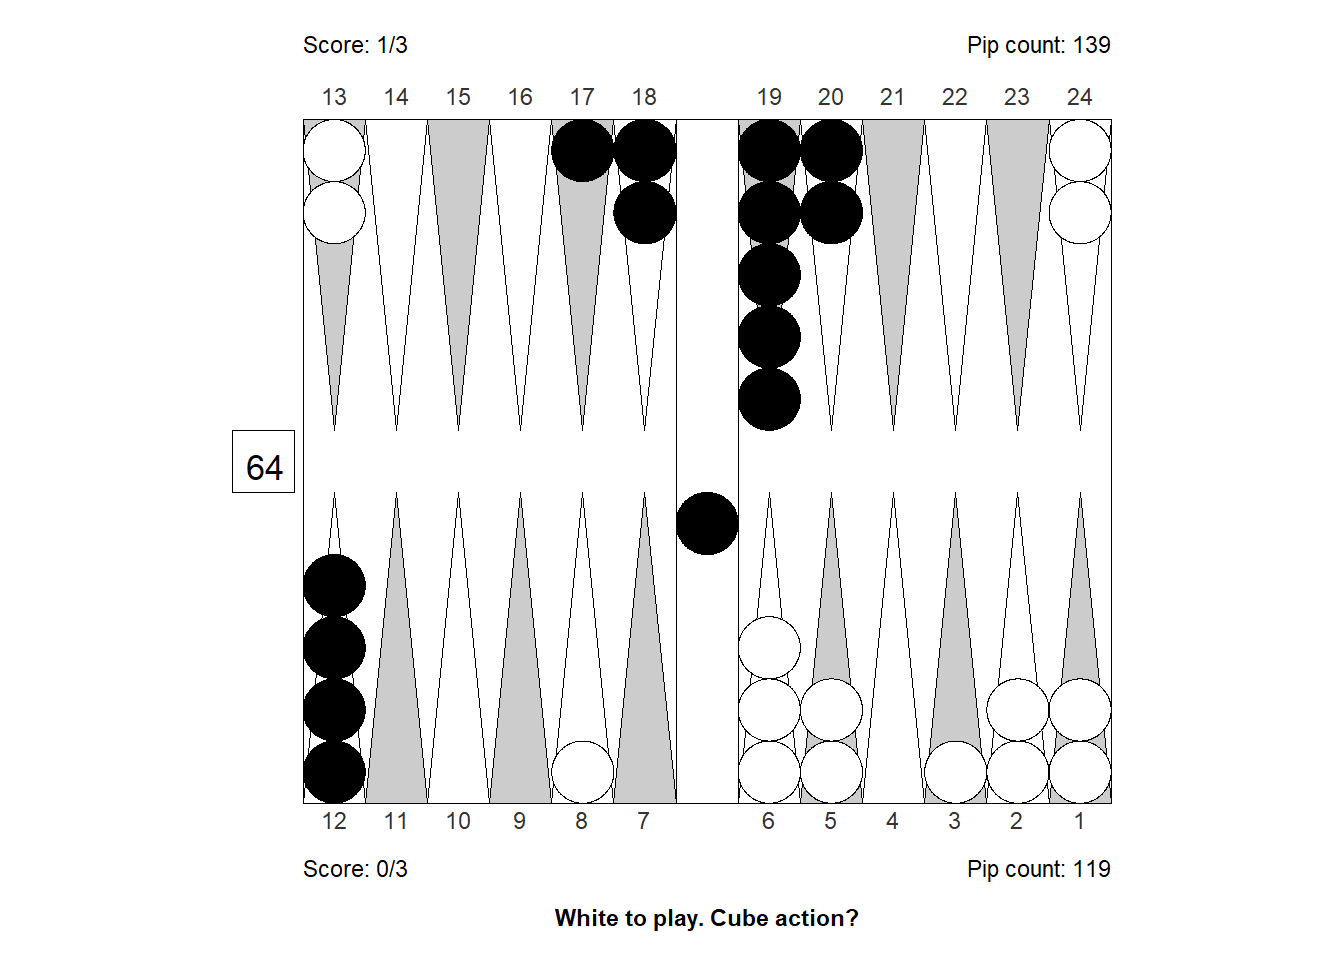 Score: 1/3 Pip count: 139
13 14 15 16 17 18 19 20 21 22 23 24
64
12 11 10 9 8 7 6 5 4 3 2 1
Score: 0/3 Pip count: 119
White to play. Cube action?